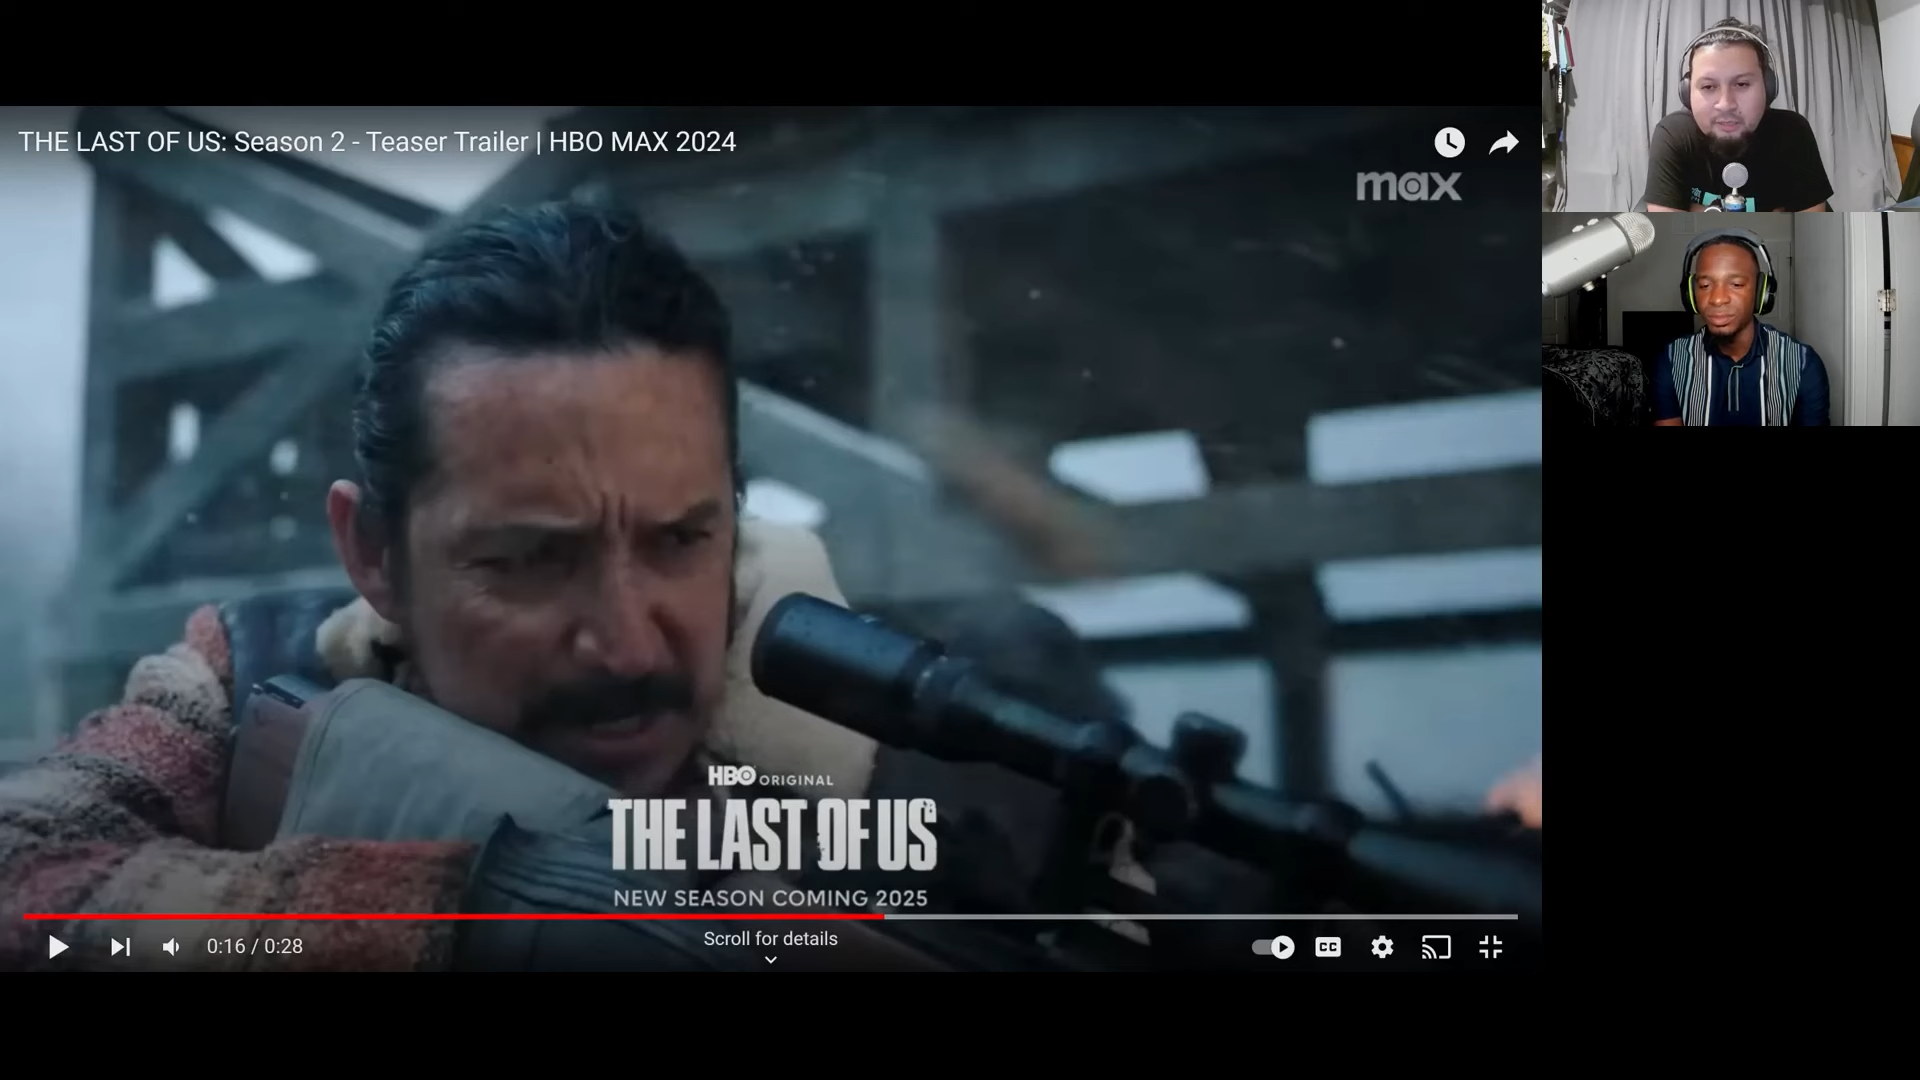 THE LAST OF US: Season 2 - Teaser Trailer | HBO MAX 2024
max
HBO ORIGINAL
THE LAST OF US
NEW SEASON COMING 2025
0:16 / 0:28
Scroll for details
CC